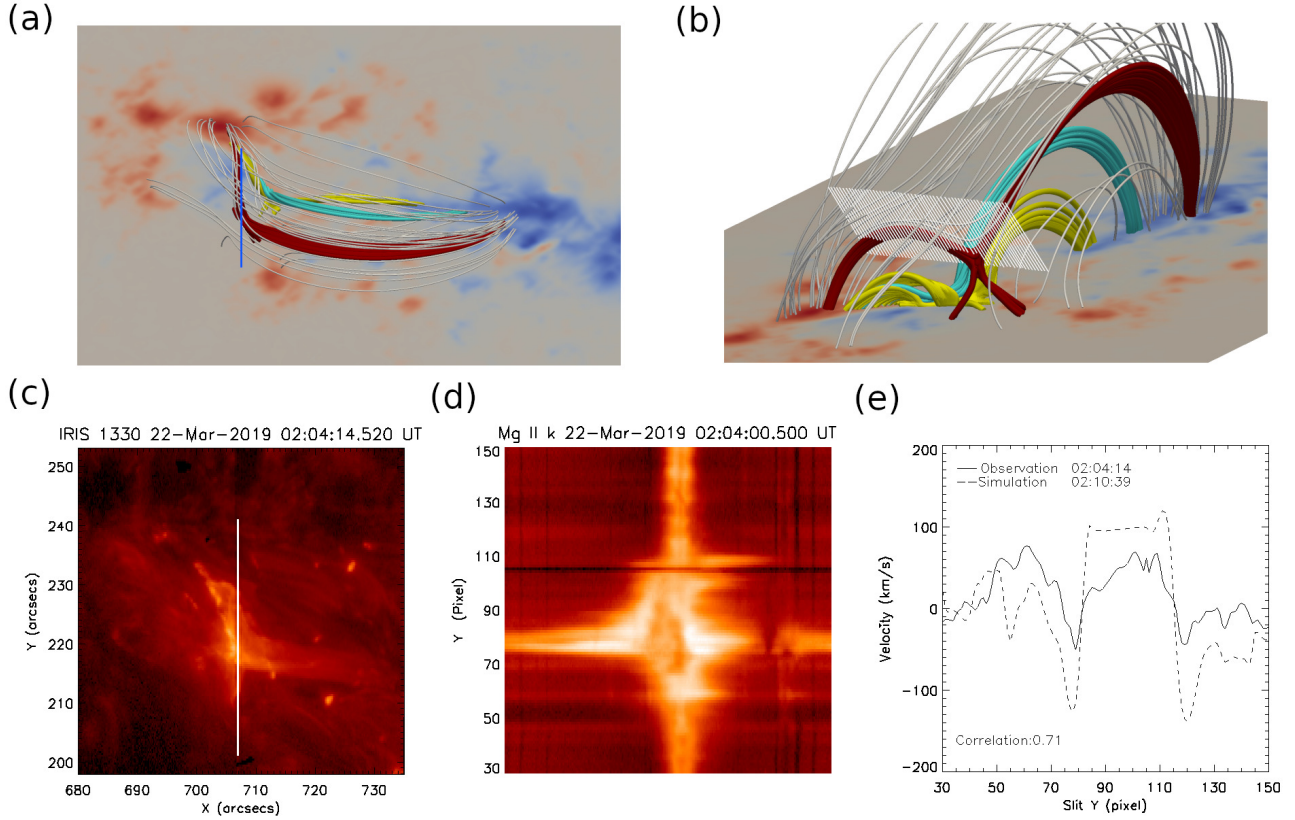 (a)
(b)
(c)
IRIS 1330 22-Mar-2019 02:04:14.520 UT
250
240
230
220
210
200
Y (arcsecs)
680 690 700 710 720 730
X (arcsecs)
(d)
Mg II k 22-Mar-2019 02:04:00.500 UT
150
130
110
90
70
50
30
Y (Pixel)
(e)
200
100
0
-100
-200
Velocity (km/s)
Observation 02:04:14
Simulation 02:10:39
Correlation:0.71
30 50 70 90 110 130 150
Slit Y (pixel)